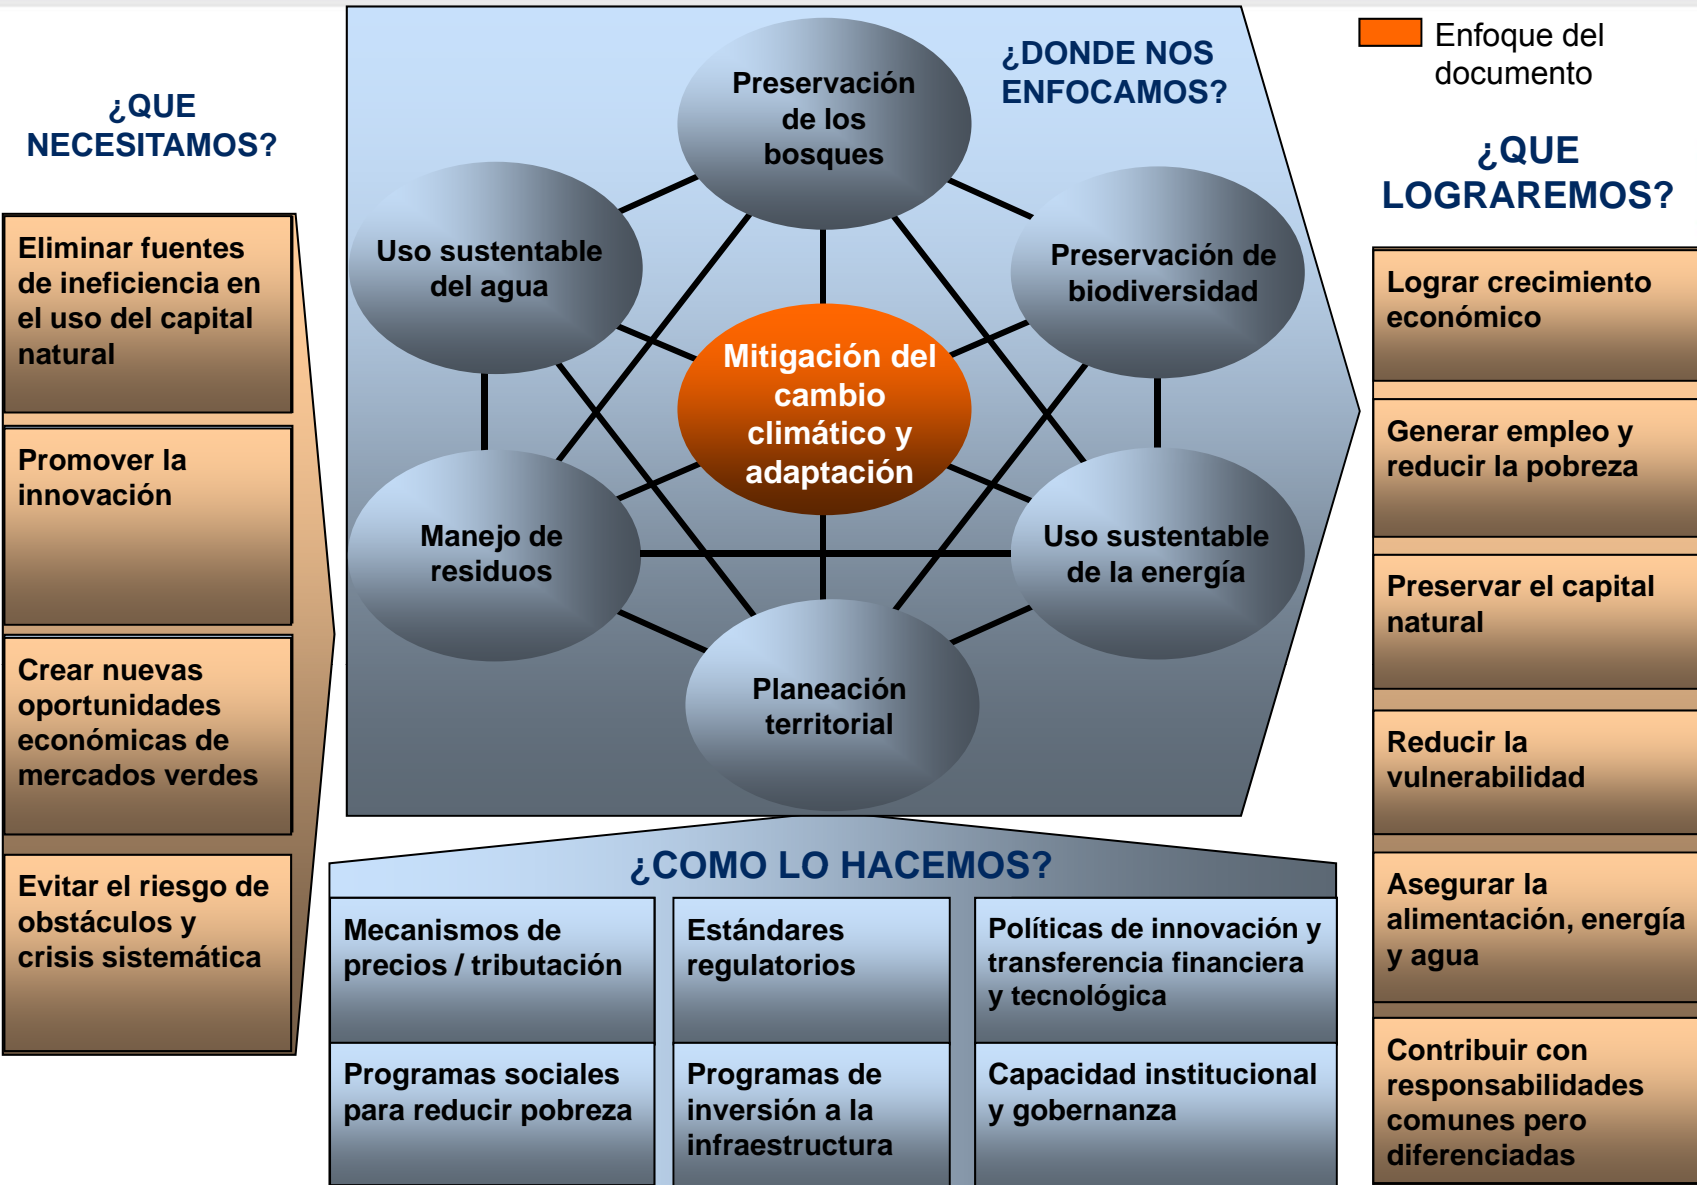 ¿QUE
NECESITAMOS?
Eliminar fuentes
de ineficiencia en
el uso del capital
natural
Promover la
innovación
Crear nuevas
oportunidades
económicas de
mercados verdes
Evitar el riesgo de
obstáculos y
crisis sistemática
¿DONDE NOS
ENFOCAMOS?
Preservación
de los
bosques
Uso sustentable
del agua
Preservación de
biodiversidad
Mitigación del
cambio
climático y
adaptación
Manejo de
residuos
Uso sustentable
de la energía
Planeación
territorial
¿COMO LO HACEMOS?
Mecanismos de
precios / tributación
Estándares
regulatorios
Políticas de innovación y
transferencia financiera
y tecnológica
Programas sociales
para reducir pobreza
Programas de
inversión a la
infraestructura
Capacidad institucional
y gobernanza
Enfoque del
documento
¿QUE
LOGRAREMOS?
Lograr crecimiento
económico
Generar empleo y
reducir la pobreza
Preservar el capital
natural
Reducir la
vulnerabilidad
Asegurar la
alimentación, energía
y agua
Contribuir con
responsabilidades
comunes pero
diferenciadas